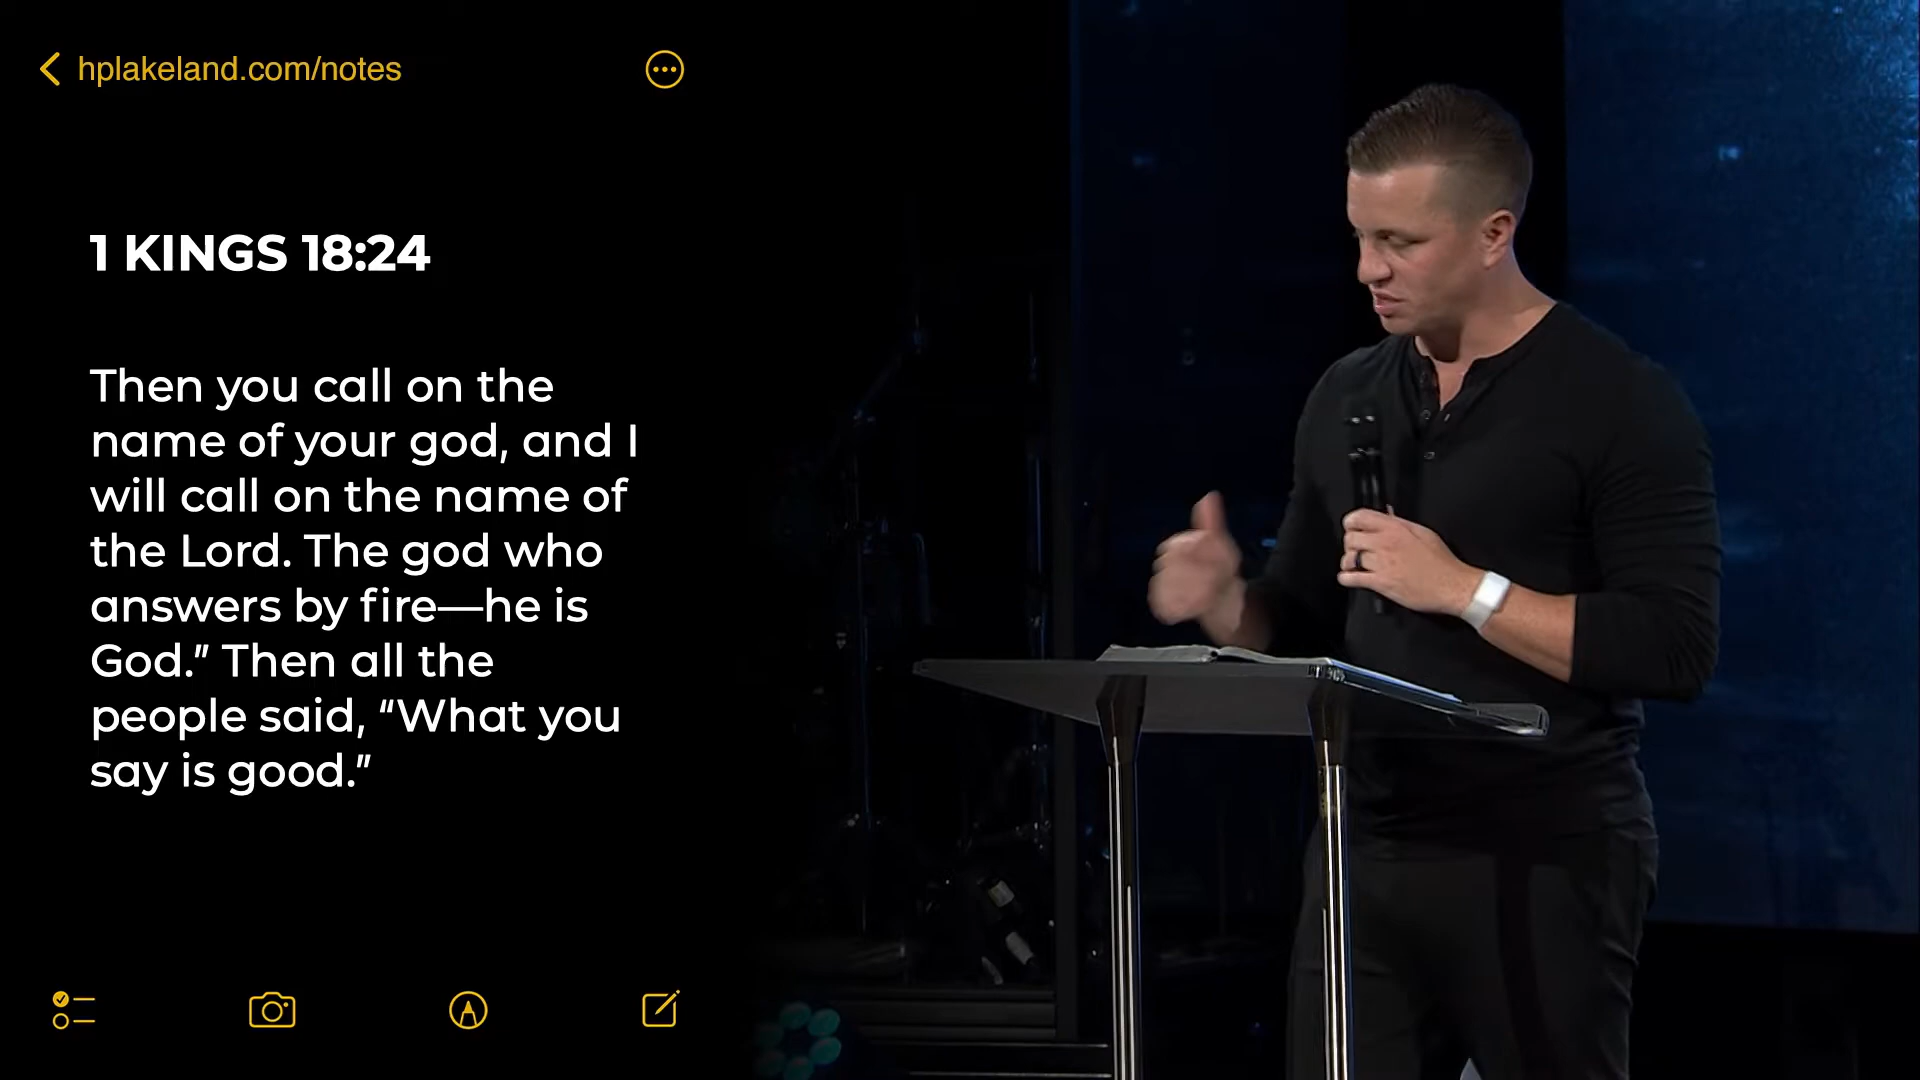 hplakeland.com/notes
1 KINGS 18:24
Then you call on the
name of your god, and I
will call on the name of
the Lord. The god who
answers by fire—he is
God.” Then all the
people said, “What you
say is good.”